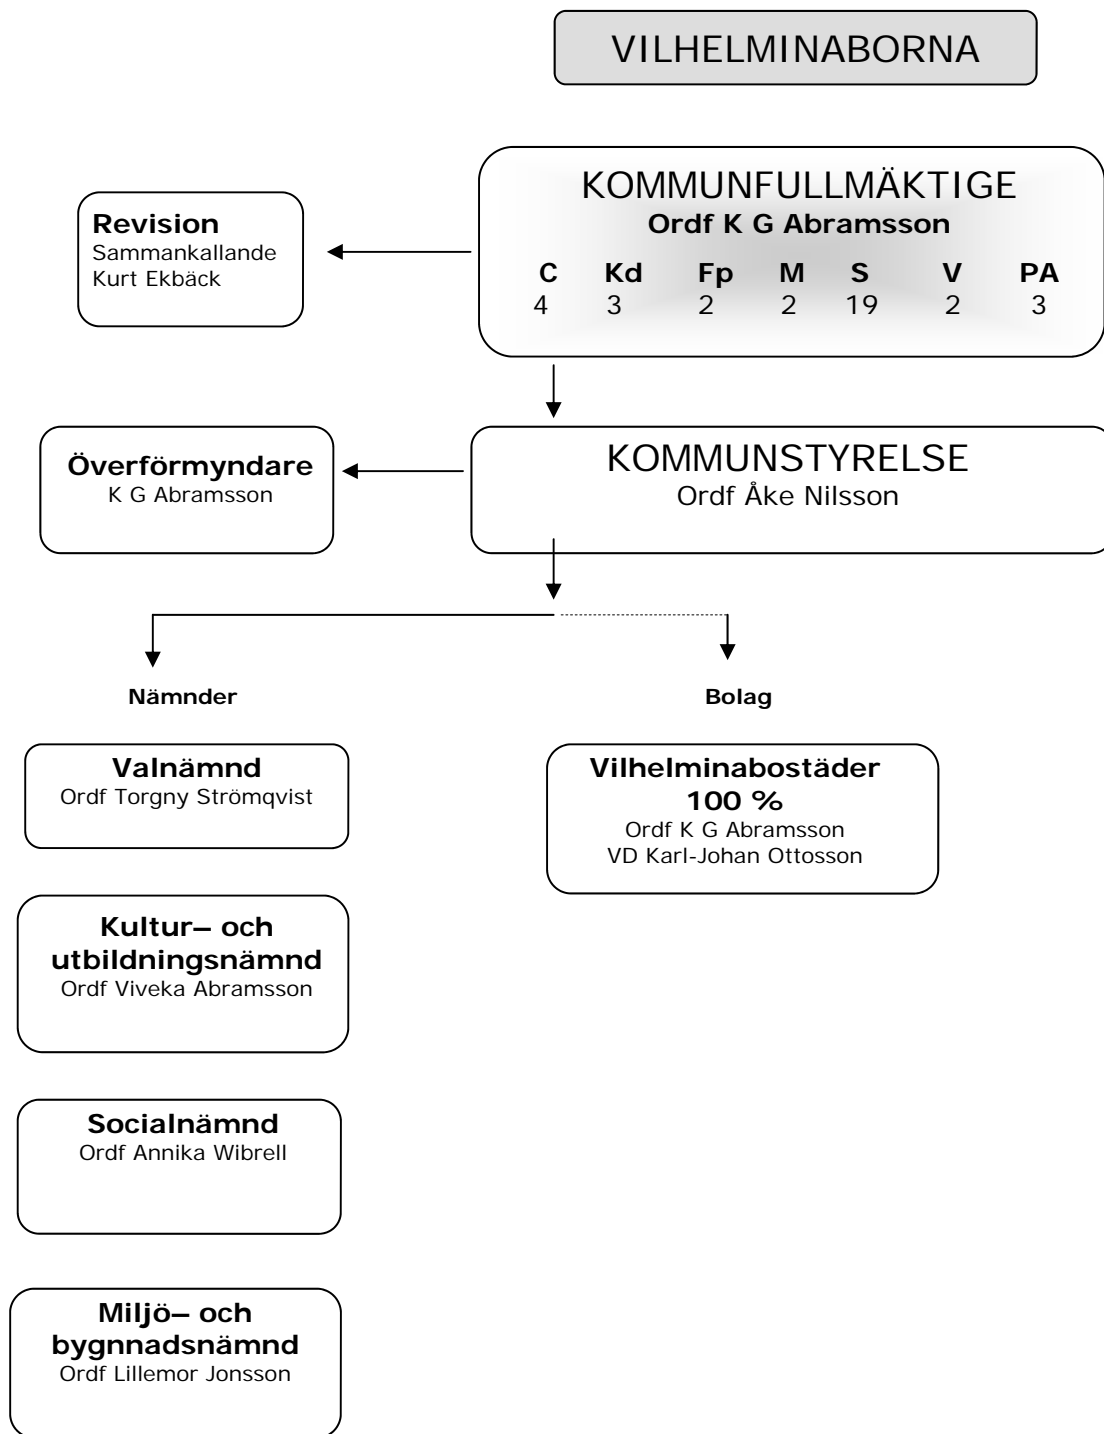 VILHELMINABORNA
KOMMUNFULLMÄKTIGE
Ordf K G Abramsson
C Kd Fp M S V PA
4 3 2 2 19 2 3
Revision
Sammankallande
Kurt Ekbäck
KOMMUNSTYRELSE
Ordf Åke Nilsson
Överförmyndare
K G Abramsson
Nämnder
Bolag
Valnämnd
Ordf Torgny Strömqvist
Vilhelminabostäder
100 %
Ordf K G Abramsson
VD Karl-Johan Ottosson
Kultur– och
utbildningsnämnd
Ordf Viveka Abramsson
Socialnämnd
Ordf Annika Wibrell
Miljö– och
bygnnadsnämnd
Ordf Lillemor Jonsson